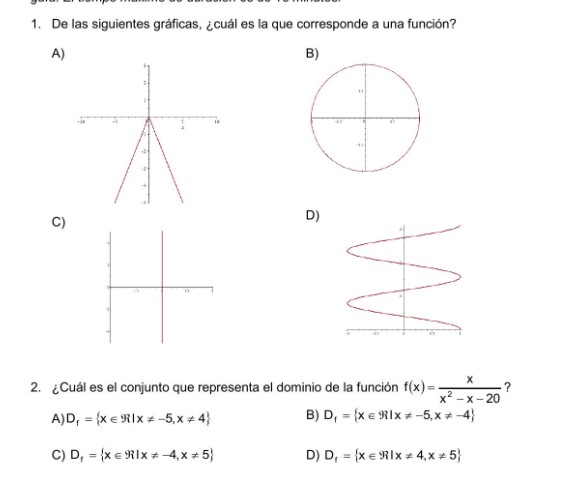 1. De las siguientes gráficas, ¿cuál es la que corresponde a una función?
A)
B)
C)
D)
2. ¿Cuál es el conjunto que representa el dominio de la función f(x) = x / (x² − x − 20) ?
A) D_f = {x ∈ ℜ | x ≠ −5, x ≠ 4}
B) D_f = {x ∈ ℜ | x ≠ −5, x ≠ −4}
C) D_f = {x ∈ ℜ | x ≠ −4, x ≠ 5}
D) D_f = {x ∈ ℜ | x ≠ 4, x ≠ 5}